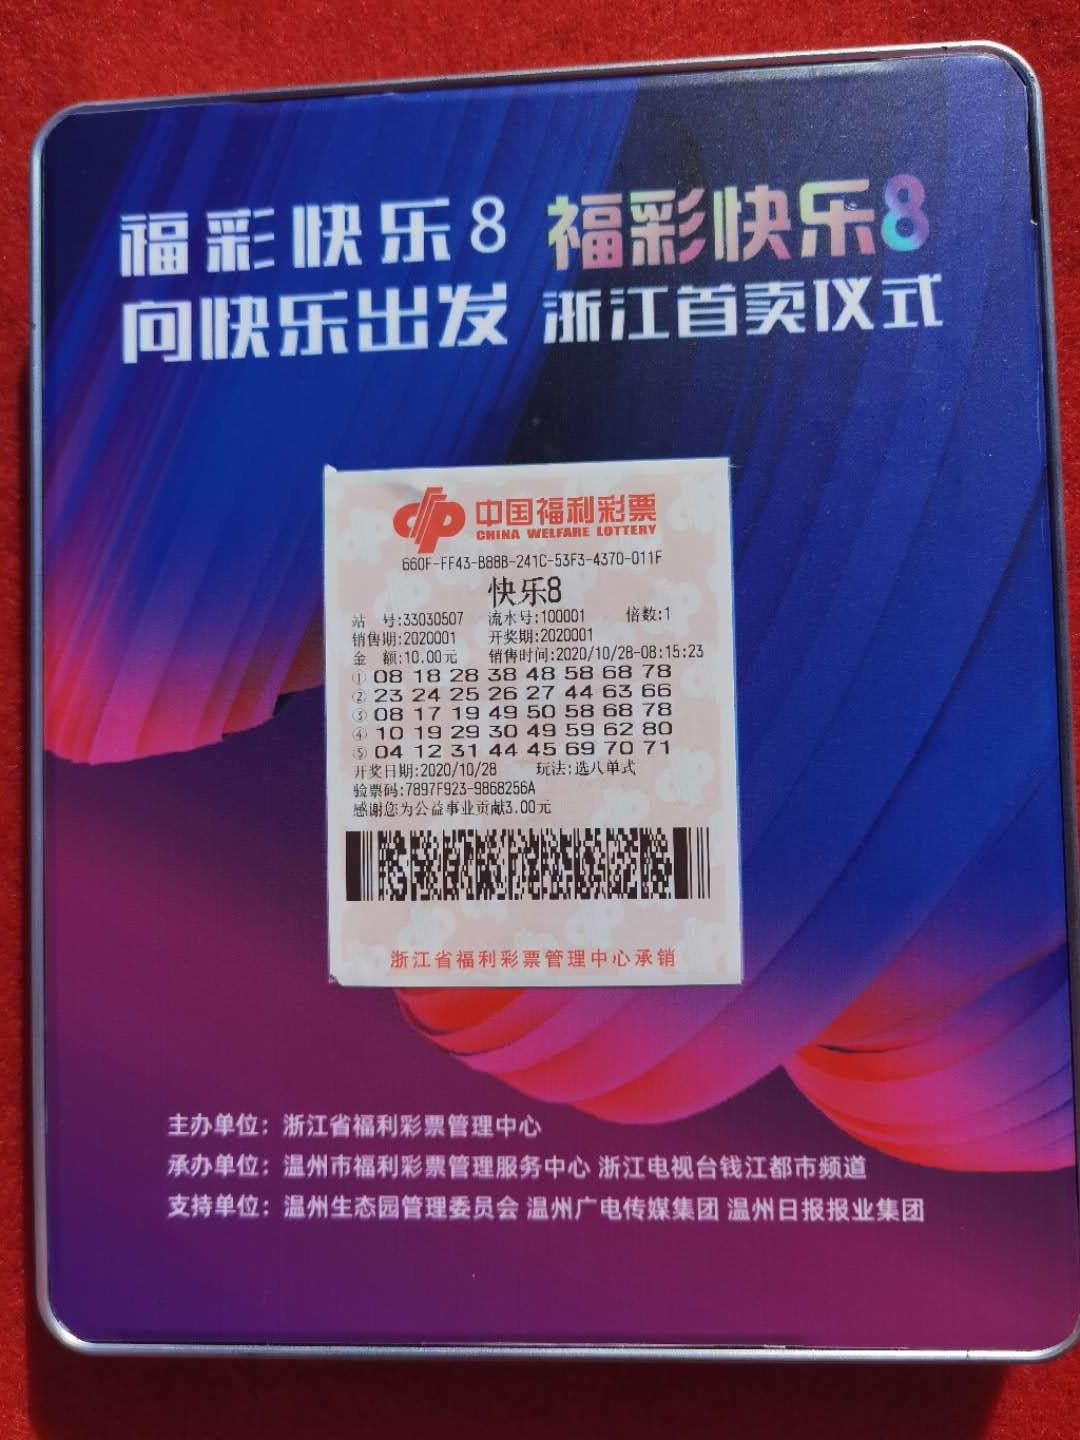 福彩快乐8 福彩快乐8
向快乐出发 浙江首卖仪式
中国福利彩票
CHINA WELFARE LOTTERY
660F-FF43-B88B-241C-53F3-4370-011F
快乐8
站 号:33030507 流水号:100001 倍数:1
销售期:2020001 开奖期:2020001
金 额:10.00元 销售时间:2020/10/28-08:15:23
① 08 18 28 38 48 58 68 78
② 23 24 25 26 27 44 63 66
③ 08 17 19 49 50 58 68 78
④ 10 19 29 30 49 59 62 80
⑤ 04 12 31 44 45 69 70 71
开奖日期:2020/10/28 玩法:选八单式
验票码:7897F923-9868256A
感谢您为公益事业贡献3.00元
浙江省福利彩票管理中心承销
主办单位：浙江省福利彩票管理中心
承办单位：温州市福利彩票管理服务中心 浙江电视台钱江都市频道
支持单位：温州生态园管理委员会 温州广电传媒集团 温州日报报业集团